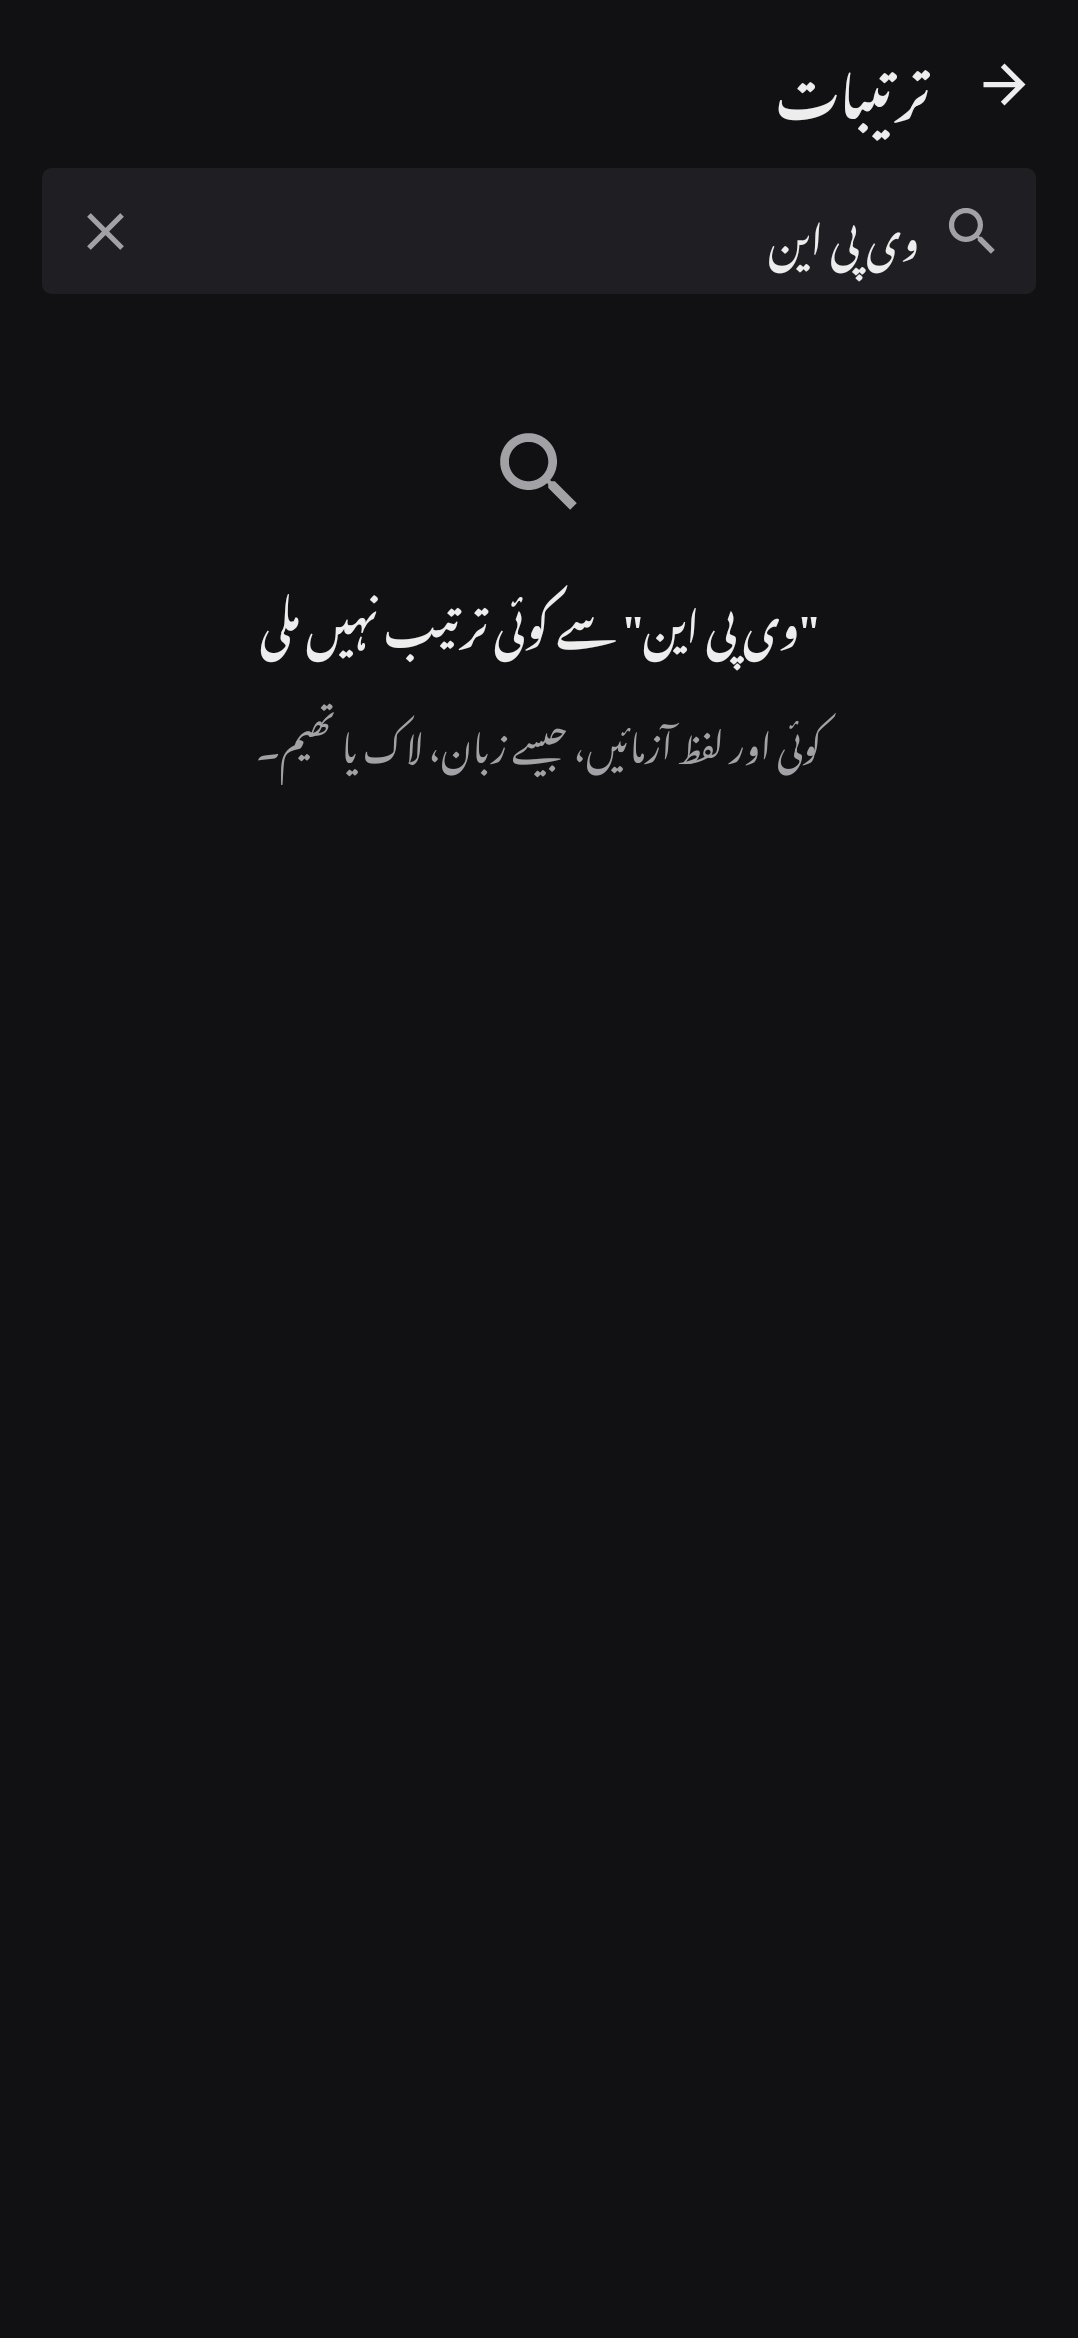 ترتیبات
وی پی این
"وی پی این" سے کوئی ترتیب نہیں ملی
کوئی اور لفظ آزمائیں، جیسے زبان، لاک یا تھیم۔